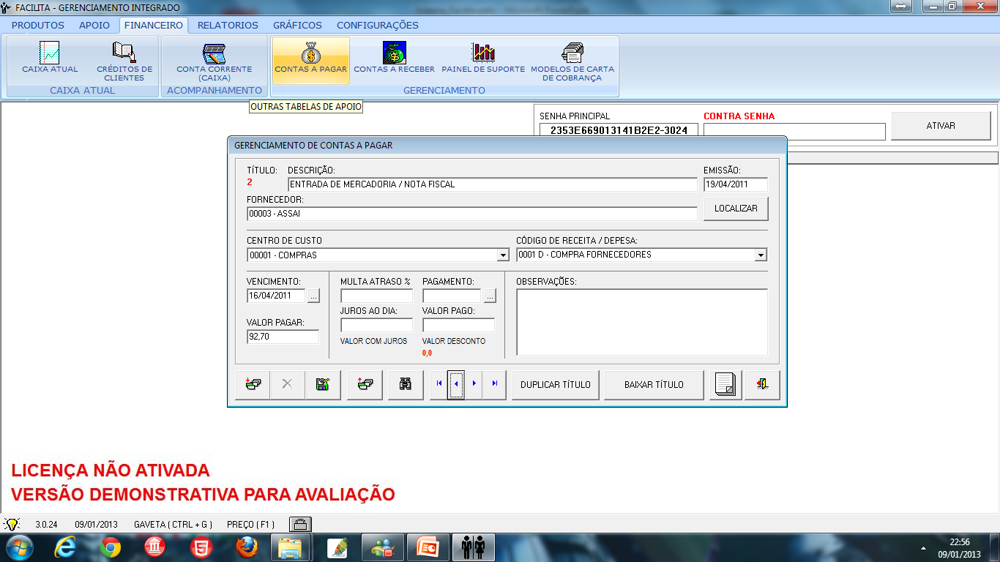 FACILITA - GERENCIAMENTO INTEGRADO
PRODUTOS APOIO FINANCEIRO RELATORIOS GRÁFICOS CONFIGURAÇÕES
CAIXA ATUAL
CRÉDITOS DE CLIENTES
CONTA CORRENTE (CAIXA)
CONTAS A PAGAR
CONTAS A RECEBER
PAINEL DE SUPORTE
MODELOS DE CARTA DE COBRANÇA
CAIXA ATUAL ACOMPANHAMENTO GERENCIAMENTO
OUTRAS TABELAS DE APOIO
SENHA PRINCIPAL CONTRA SENHA
2353E669013141B2E2-3024
ATIVAR
GERENCIAMENTO DE CONTAS A PAGAR
TÍTULO: DESCRIÇÃO: EMISSÃO:
2 ENTRADA DE MERCADORIA / NOTA FISCAL 19/04/2011
FORNECEDOR:
00003 - ASSAI
LOCALIZAR
CENTRO DE CUSTO CÓDIGO DE RECEITA / DEPESA:
00001 - COMPRAS 0001 D - COMPRA FORNECEDORES
VENCIMENTO: MULTA ATRASO % PAGAMENTO: OBSERVAÇÕES:
16/04/2011 ... ...
JUROS AO DIA: VALOR PAGO:
VALOR PAGAR:
92,70
VALOR COM JUROS VALOR DESCONTO
0,0
DUPLICAR TÍTULO BAIXAR TÍTULO
LICENÇA NÃO ATIVADA
VERSÃO DEMONSTRATIVA PARA AVALIAÇÃO
3.0.24 09/01/2013 GAVETA ( CTRL + G ) PREÇO ( F1 )
22:56
09/01/2013